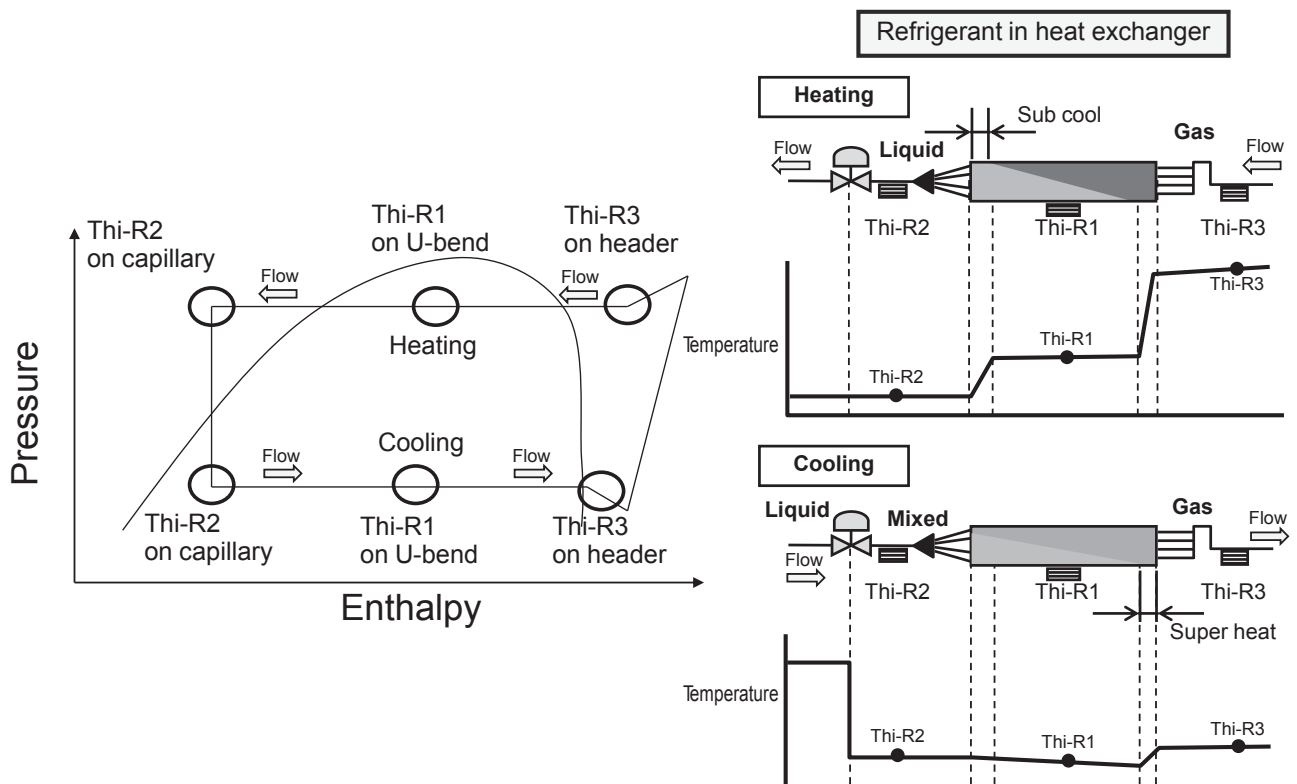 Refrigerant in heat exchanger
Pressure
Thi-R2
on capillary
Thi-R1
on U-bend
Thi-R3
on header
Flow
Flow
Heating
Cooling
Flow
Flow
Thi-R2
on capillary
Thi-R1
on U-bend
Thi-R3
on header
Enthalpy
Heating
Sub cool
Flow
Liquid
Gas
Flow
Thi-R2
Thi-R1
Thi-R3
Temperature
Thi-R2
Thi-R1
Thi-R3
Cooling
Liquid
Mixed
Gas
Flow
Flow
Thi-R2
Thi-R1
Thi-R3
Super heat
Temperature
Thi-R2
Thi-R1
Thi-R3